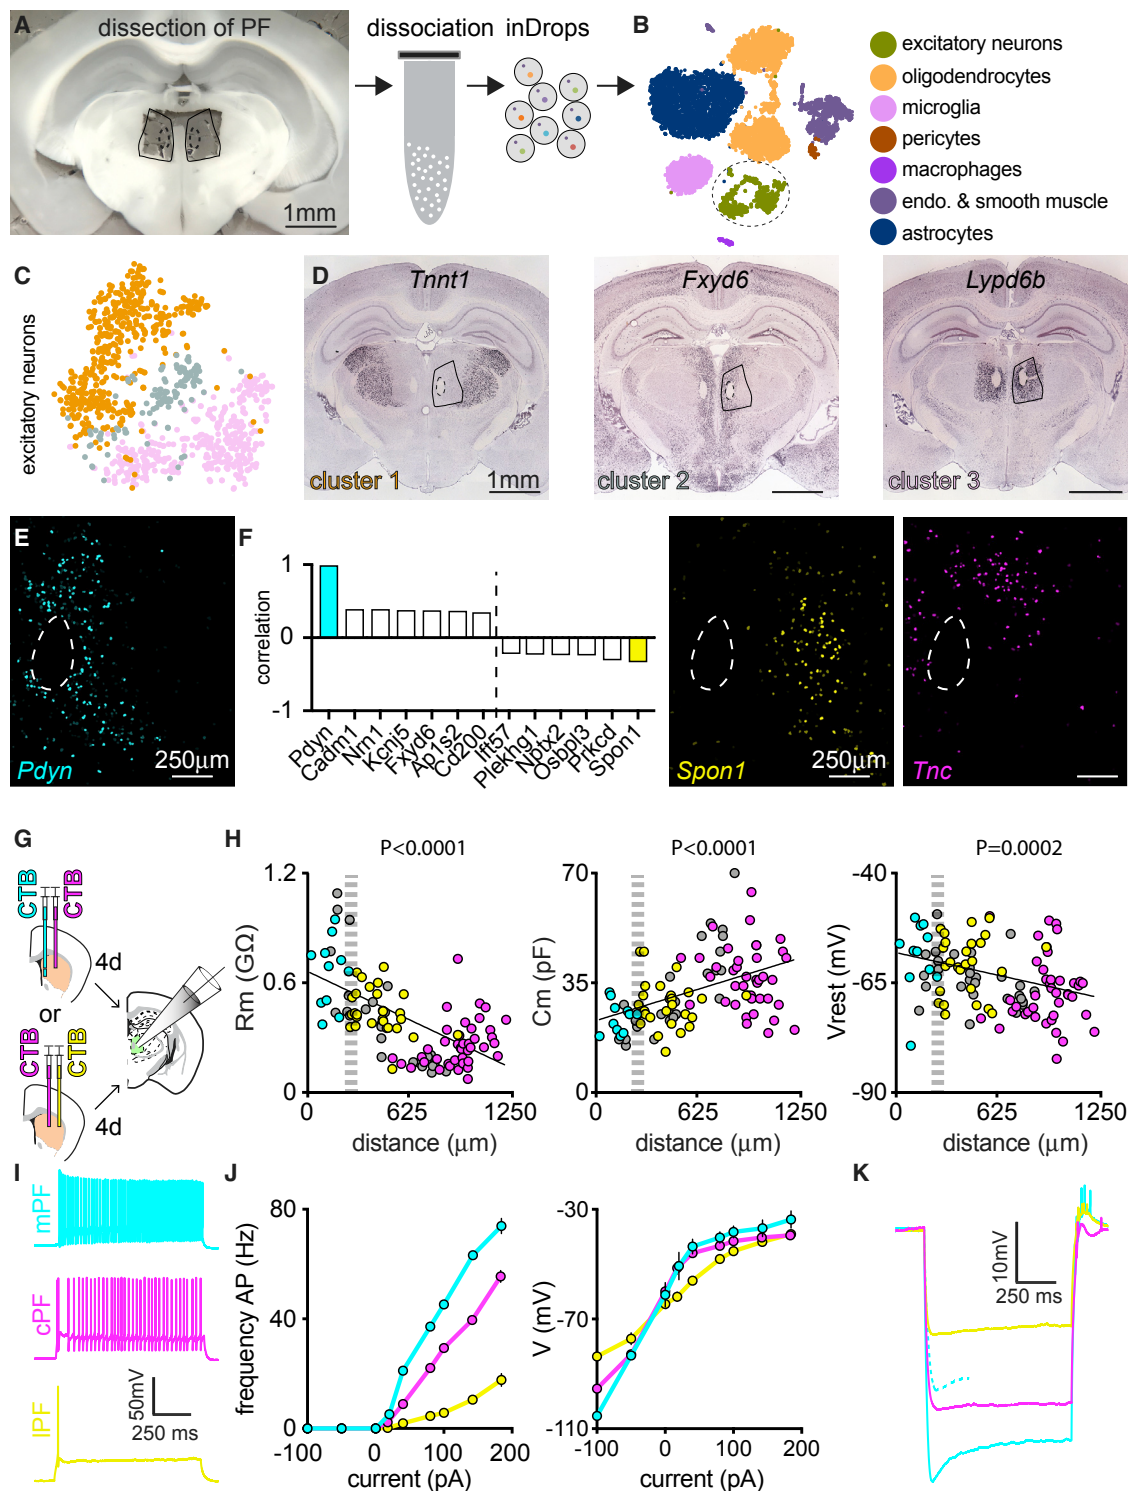 A
dissection of PF
1mm
dissociation
inDrops
B
excitatory neurons
oligodendrocytes
microglia
pericytes
macrophages
endo. & smooth muscle
astrocytes
C
excitatory neurons
D
Tnnt1
cluster 1
1mm
Fxyd6
cluster 2
Lypd6b
cluster 3
E
Pdyn
250μm
F
correlation
1
0
-1
Pdyn
Cadm1
Nrn1
Kcnj5
Fxyd6
Ap1s2
Cd200
Ift57
Plekhg1
Nptx2
Osbpl3
Prkcd
Spon1
Spon1
250μm
Tnc
G
CTB
CTB
4d
or
CTB
CTB
4d
H
P<0.0001
Rm (GΩ)
1.2
0.6
0
0
625
1250
distance (μm)
P<0.0001
Cm (pF)
70
35
0
0
625
1250
distance (μm)
P=0.0002
Vrest (mV)
-40
-65
-90
0
625
1250
distance (μm)
I
mPF
cPF
50mV
250 ms
lPF
J
frequency AP (Hz)
80
40
0
-100
0
100
200
current (pA)
V (mV)
-30
-70
-110
-100
0
100
200
current (pA)
K
10mV
250 ms